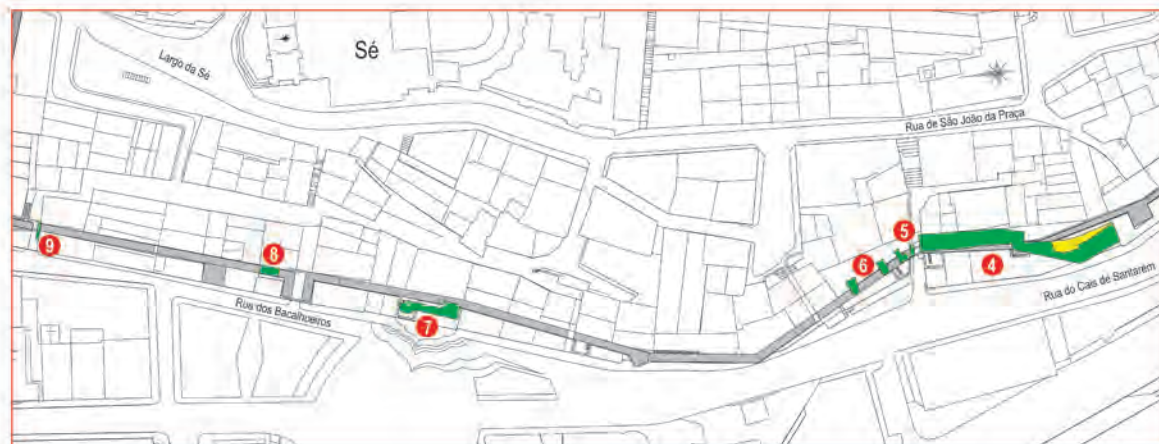 Largo da Sé
Sé
Rua de São João da Praça
9
8
5
6
4
Rua do Cais de Santarém
Rua dos Bacalhoeiros
7